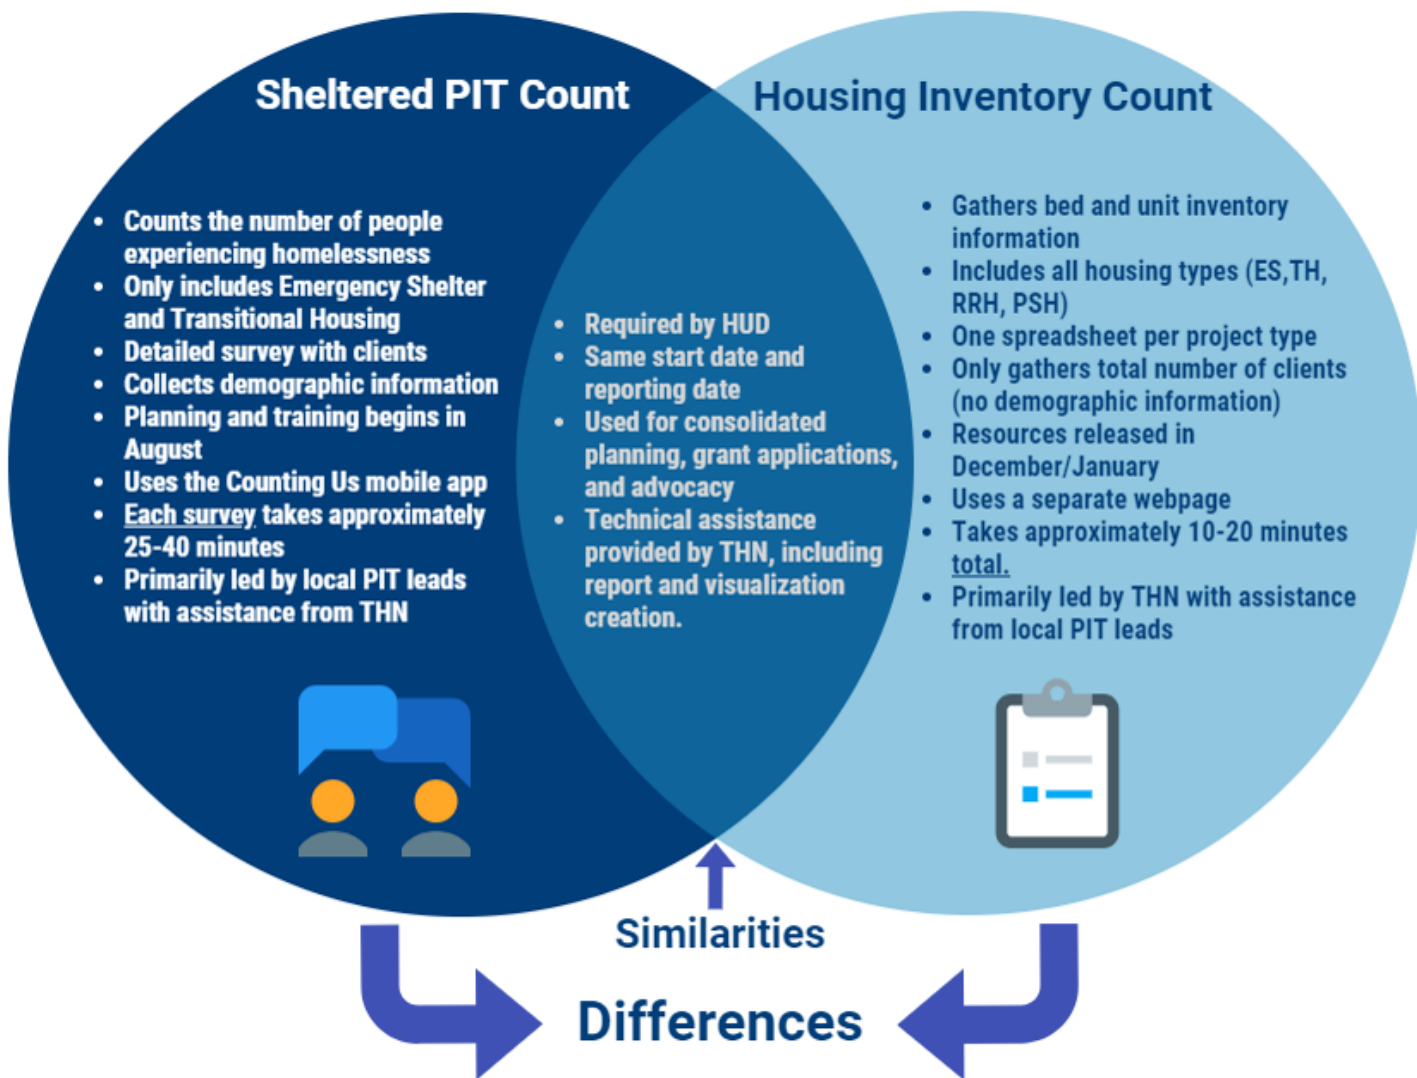 Sheltered PIT Count
• Counts the number of people
experiencing homelessness
• Only includes Emergency Shelter
and Transitional Housing
• Detailed survey with clients
• Collects demographic information
• Planning and training begins in
August
• Uses the Counting Us mobile app
• Each survey takes approximately
25-40 minutes
• Primarily led by local PIT leads
with assistance from THN
• Required by HUD
• Same start date and
reporting date
• Used for consolidated
planning, grant applications,
and advocacy
• Technical assistance
provided by THN, including
report and visualization
creation.
Housing Inventory Count
• Gathers bed and unit inventory
information
• Includes all housing types (ES,TH,
RRH, PSH)
• One spreadsheet per project type
• Only gathers total number of clients
(no demographic information)
• Resources released in
December/January
• Uses a separate webpage
• Takes approximately 10-20 minutes
total.
• Primarily led by THN with assistance
from local PIT leads
Similarities
Differences